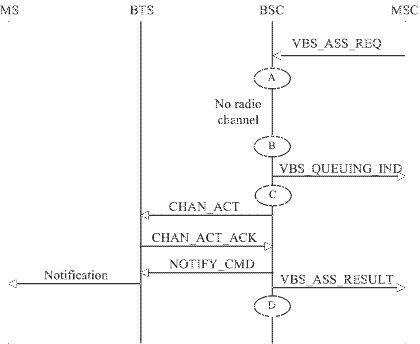 MS BTS BSC MSC
VBS_ASS_REQ
A
No radio
channel
B
VBS_QUEUING_IND
C
CHAN_ACT
CHAN_ACT_ACK
NOTIFY_CMD
Notification
VBS_ASS_RESULT
D